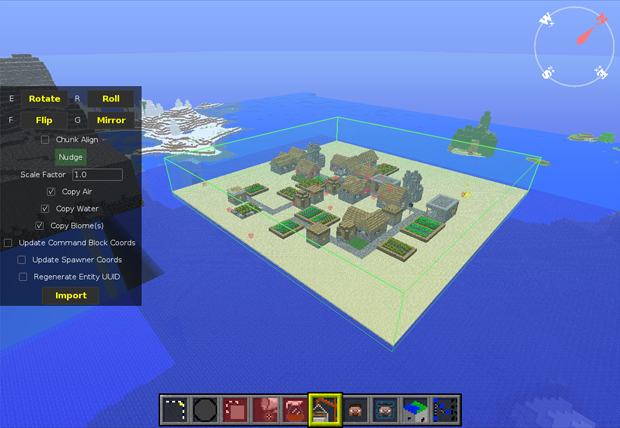 W
N
S
E
E Rotate R Roll
F Flip G Mirror
Chunk Align
Nudge
Scale Factor 1.0
Copy Air
Copy Water
Copy Biome(s)
Update Command Block Coords
Update Spawner Coords
Regenerate Entity UUID
Import